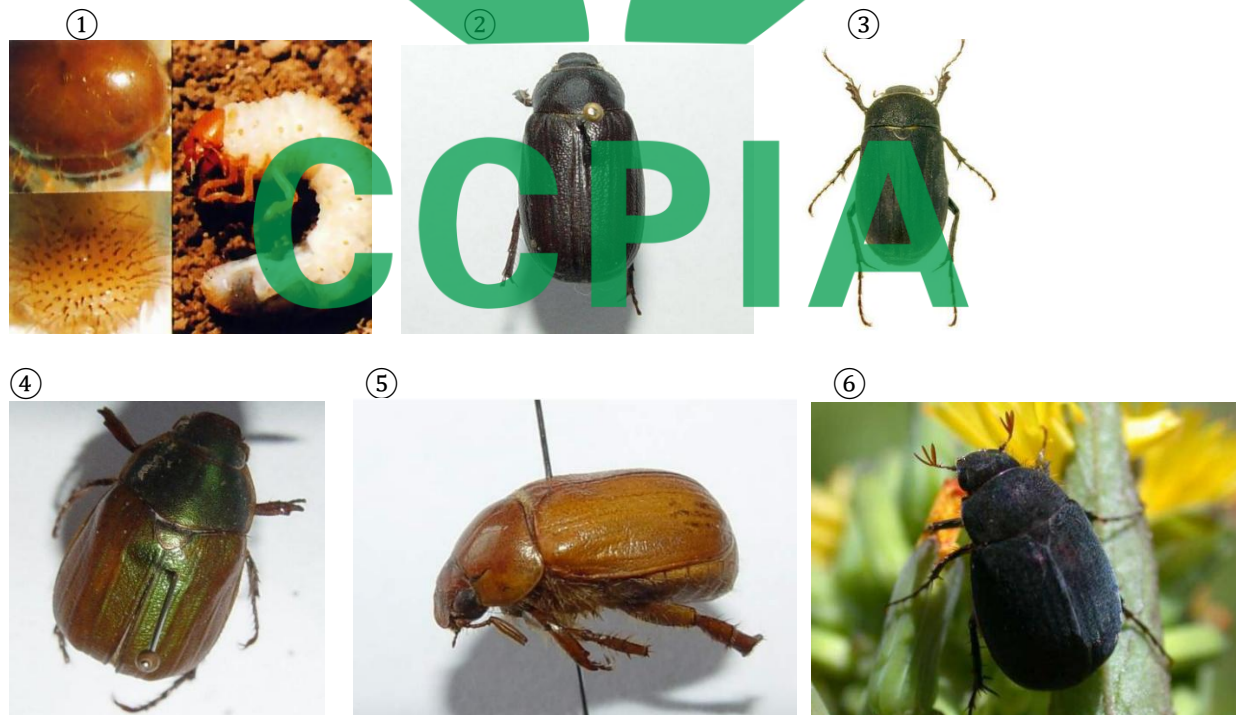 ① ② ③
CCPIA
④ ⑤ ⑥